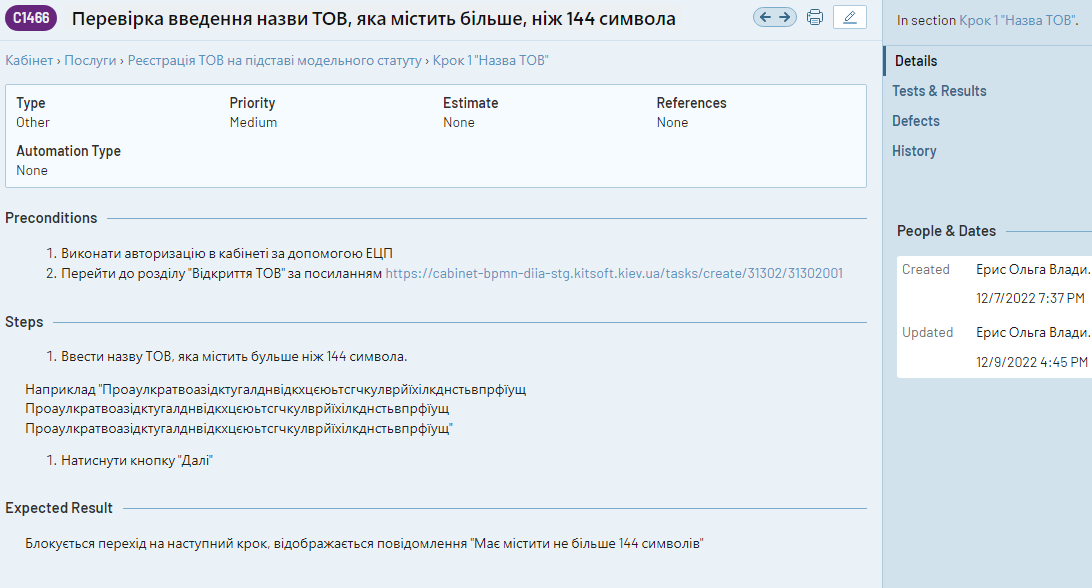 C1466 Перевірка введення назви ТОВ, яка містить більше, ніж 144 символа
Кабінет › Послуги › Реєстрація ТОВ на підставі модельного статуту › Крок 1 "Назва ТОВ"
Type Priority Estimate References
Other Medium None None
Automation Type
None
Preconditions
1. Виконати авторизацію в кабінеті за допомогою ЕЦП
2. Перейти до розділу "Відкриття ТОВ" за посиланням https://cabinet-bpmn-diia-stg.kitsoft.kiev.ua/tasks/create/31302/31302001
Steps
1. Ввести назву ТОВ, яка містить бульше ніж 144 символа.
Наприклад "Проаулкратвоазідктугалднвідкхцєюьтсгчкулврйїхілкднстьвпрфїущ
Проаулкратвоазідктугалднвідкхцєюьтсгчкулврйїхілкднстьвпрфїущ
Проаулкратвоазідктугалднвідкхцєюьтсгчкулврйїхілкднстьвпрфїущ"
1. Натиснути кнопку "Далі"
Expected Result
Блокується перехід на наступний крок, відображається повідомлення "Має містити не більше 144 символів"
In section Крок 1 "Назва ТОВ".
Details
Tests & Results
Defects
History
People & Dates
Created Ерис Ольга Влади.
12/7/2022 7:37 PM
Updated Ерис Ольга Влади.
12/9/2022 4:45 PM